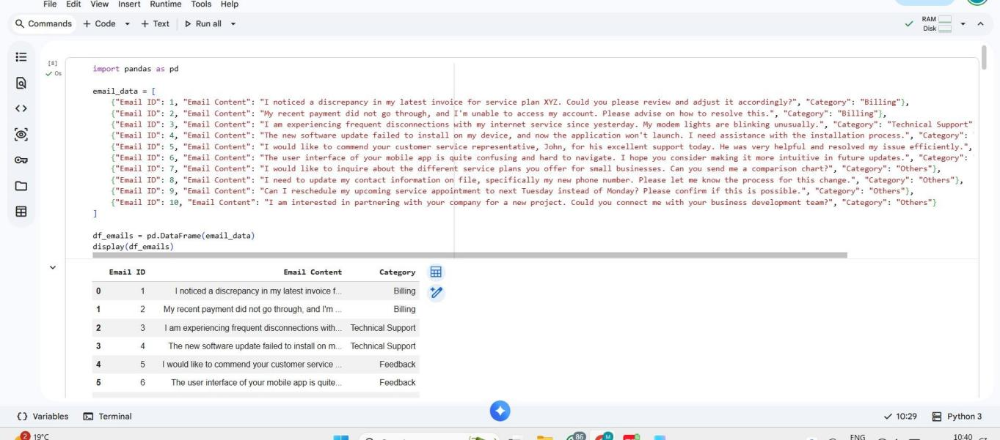 File Edit View Insert Runtime Tools Help
Commands + Code + Text Run all
RAM
Disk
[8]
0s
import pandas as pd
email_data = [
{"Email ID": 1, "Email Content": "I noticed a discrepancy in my latest invoice for service plan XYZ. Could you please review and adjust it accordingly?", "Category": "Billing"},
{"Email ID": 2, "Email Content": "My recent payment did not go through, and I'm unable to access my account. Please advise on how to resolve this.", "Category": "Billing"},
{"Email ID": 3, "Email Content": "I am experiencing frequent disconnections with my internet service since yesterday. My modem lights are blinking unusually.", "Category": "Technical Support"
{"Email ID": 4, "Email Content": "The new software update failed to install on my device, and now the application won't launch. I need assistance with the installation process.", "Category":
{"Email ID": 5, "Email Content": "I would like to commend your customer service representative, John, for his excellent support today. He was very helpful and resolved my issue efficiently.",
{"Email ID": 6, "Email Content": "The user interface of your mobile app is quite confusing and hard to navigate. I hope you consider making it more intuitive in future updates.", "Category":
{"Email ID": 7, "Email Content": "I would like to inquire about the different service plans you offer for small businesses. Can you send me a comparison chart?", "Category": "Others"},
{"Email ID": 8, "Email Content": "I need to update my contact information on file, specifically my new phone number. Please let me know the process for this change.", "Category": "Others"},
{"Email ID": 9, "Email Content": "Can I reschedule my upcoming service appointment to next Tuesday instead of Monday? Please confirm if this is possible.", "Category": "Others"},
{"Email ID": 10, "Email Content": "I am interested in partnering with your company for a new project. Could you connect me with your business development team?", "Category": "Others"}
]
df_emails = pd.DataFrame(email_data)
display(df_emails)
Email ID Email Content Category
0 1 I noticed a discrepancy in my latest invoice f... Billing
1 2 My recent payment did not go through, and I'm ... Billing
2 3 I am experiencing frequent disconnections with... Technical Support
3 4 The new software update failed to install on m... Technical Support
4 5 I would like to commend your customer service ... Feedback
5 6 The user interface of your mobile app is quite... Feedback
{} Variables Terminal 10:29 Python 3
2 19°C 86 M ENG 10:40